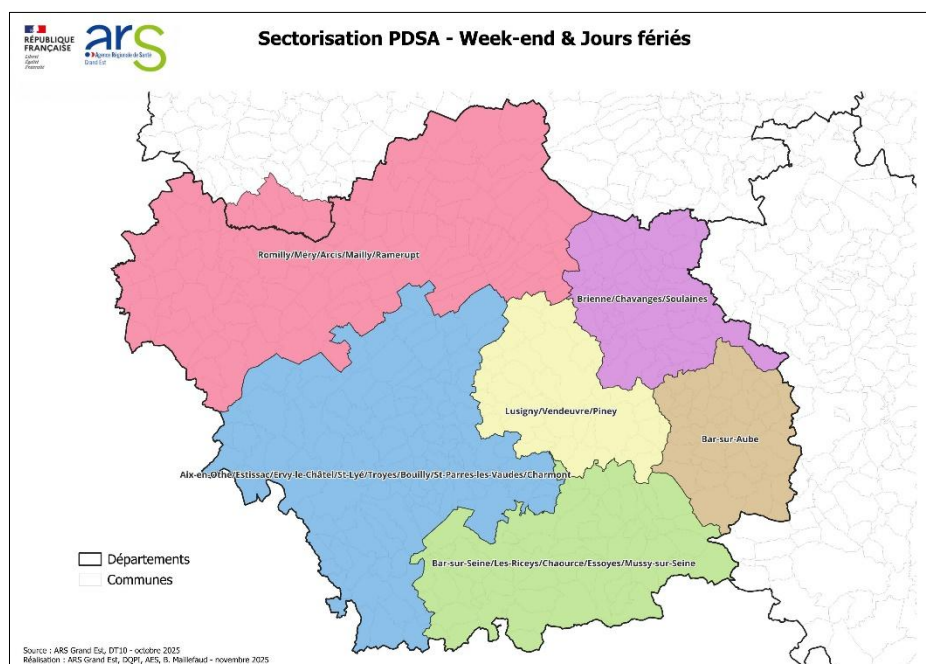 RÉPUBLIQUE
FRANÇAISE
Liberté
Égalité
Fraternité
ars
Agence Régionale de Santé
Grand Est
Sectorisation PDSA - Week-end & Jours fériés
Romilly/Mery/Arcis/Mailly/Ramerupt
Brienne/Chavanges/Soulaines
Lusigny/Vendeuvre/Piney
Bar-sur-Aube
Aix-en-Othe/Estissac/Ervy-le-Châtel/St-Lyé/Troyes/Bouilly/St-Parres-les-Vaudes/Charmont
Bar-sur-Seine/Les-Riceys/Chaource/Essoyes/Mussy-sur-Seine
Départements
Communes
Source : ARS Grand Est, DT10 - octobre 2025
Réalisation : ARS Grand Est, DQPI, AES, B. Maillefaud - novembre 2025